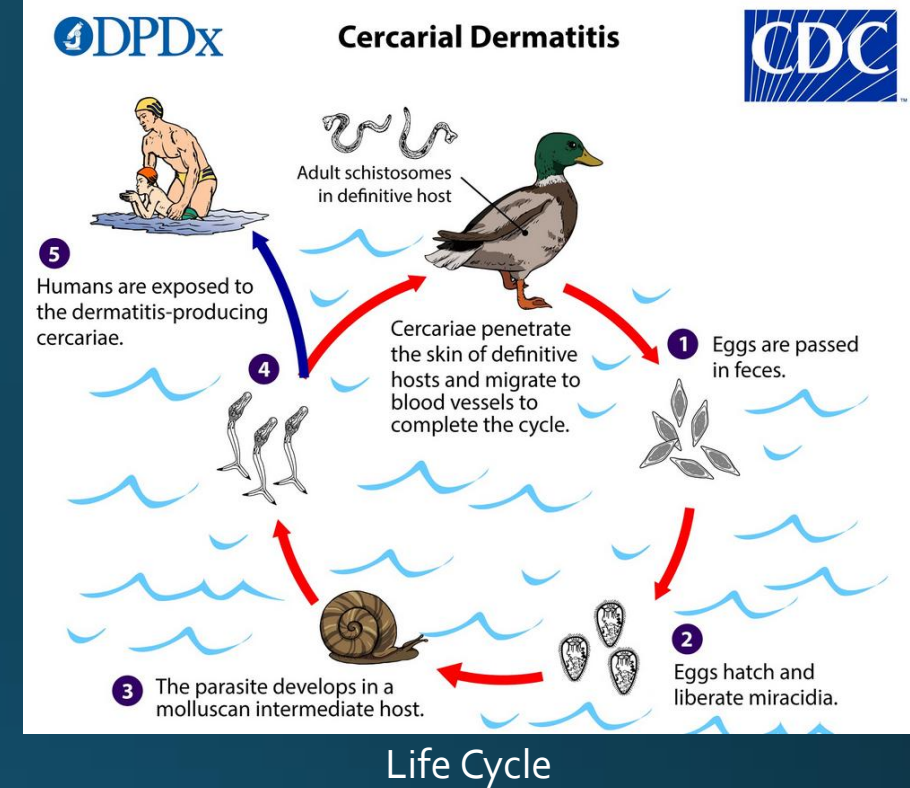 DPDx
Cercarial Dermatitis
CDC
TM
Adult schistosomes
in definitive host
5
Humans are exposed to
the dermatitis-producing
cercariae.
4
Cercariae penetrate
the skin of definitive
hosts and migrate to
blood vessels to
complete the cycle.
1 Eggs are passed
in feces.
2
Eggs hatch and
liberate miracidia.
3 The parasite develops in a
molluscan intermediate host.
Life Cycle